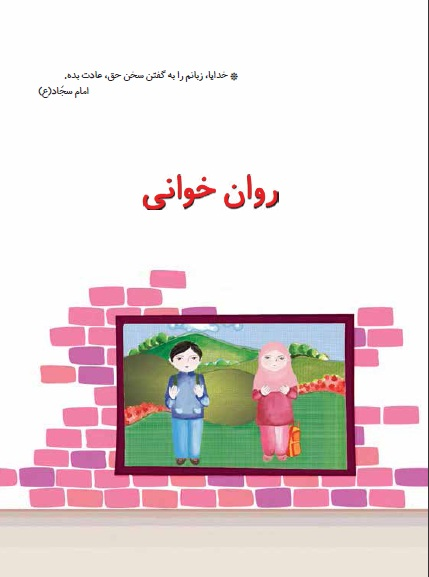 ❋ خدایا، زبانم را به گفتن سخن حق، عادت بده.
امام سجّاد(ع)
روان خوانی